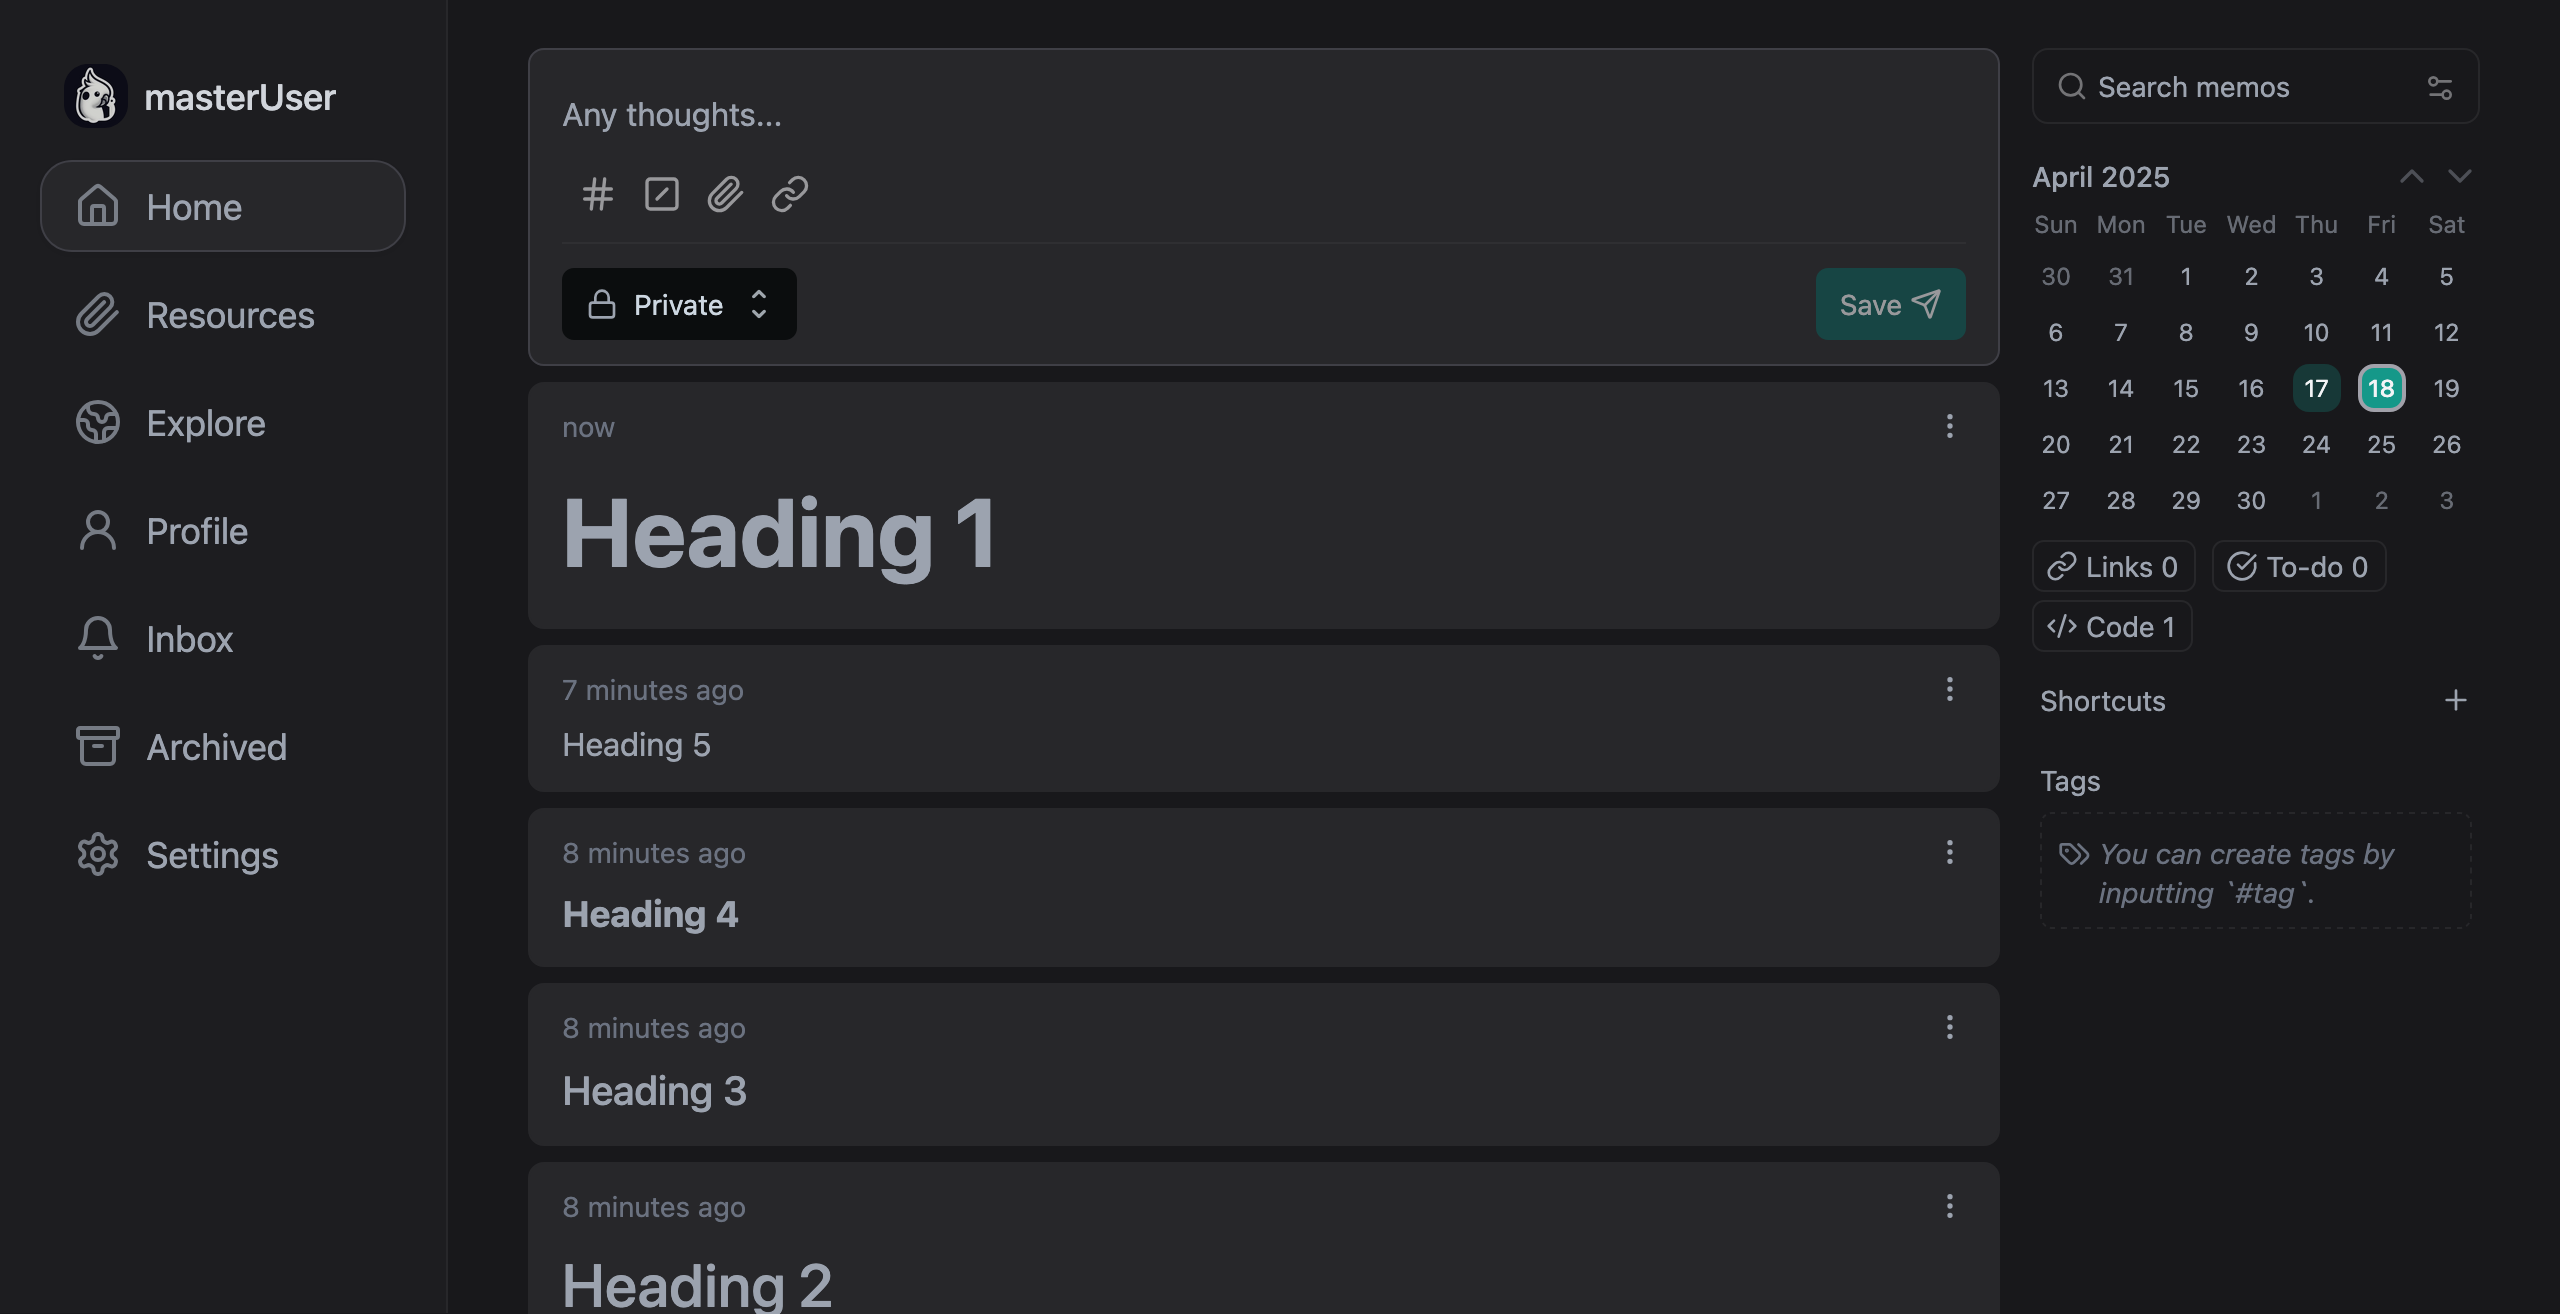 masterUser
Home
Resources
Explore
Profile
Inbox
Archived
Settings
Any thoughts...
Private
Save
now
Heading 1
7 minutes ago
Heading 5
8 minutes ago
Heading 4
8 minutes ago
Heading 3
8 minutes ago
Heading 2
Search memos
April 2025
Sun Mon Tue Wed Thu Fri Sat
30 31 1 2 3 4 5
6 7 8 9 10 11 12
13 14 15 16 17 18 19
20 21 22 23 24 25 26
27 28 29 30 1 2 3
Links 0 To-do 0
Code 1
Shortcuts
Tags
You can create tags by
inputting `#tag`.